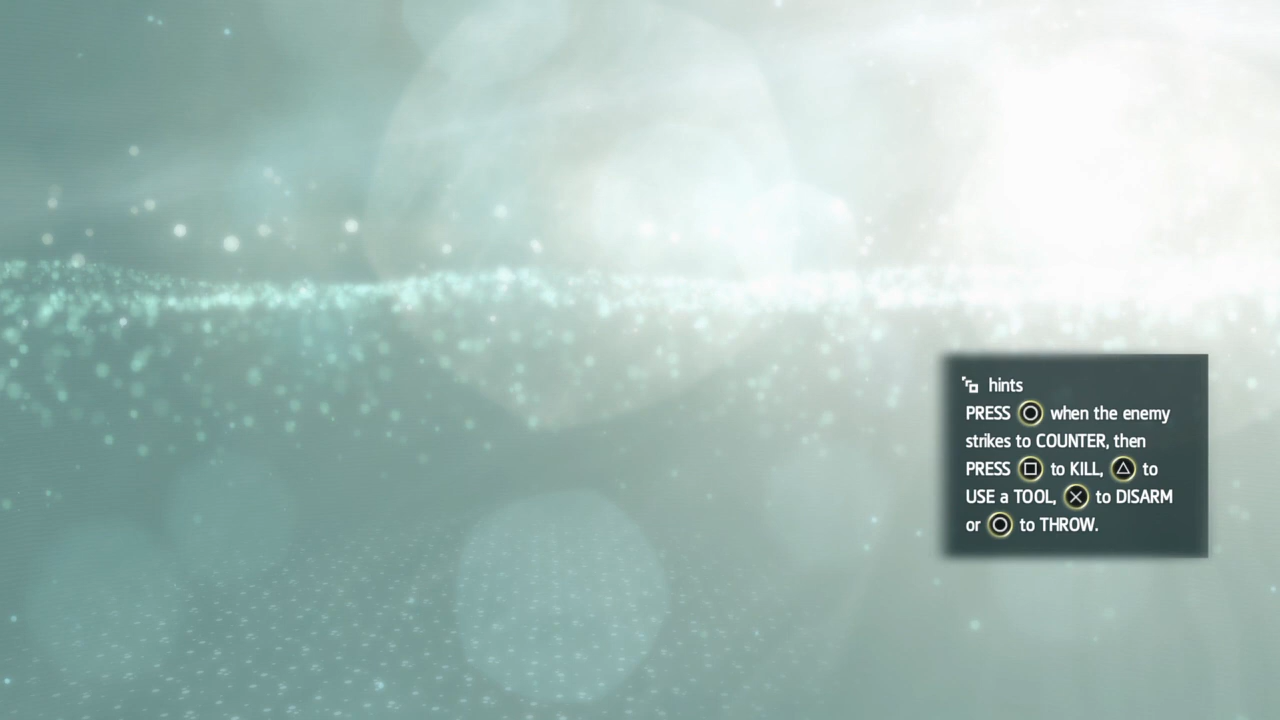 hints
PRESS when the enemy
strikes to COUNTER, then
PRESS to KILL, to
USE a TOOL, to DISARM
or to THROW.